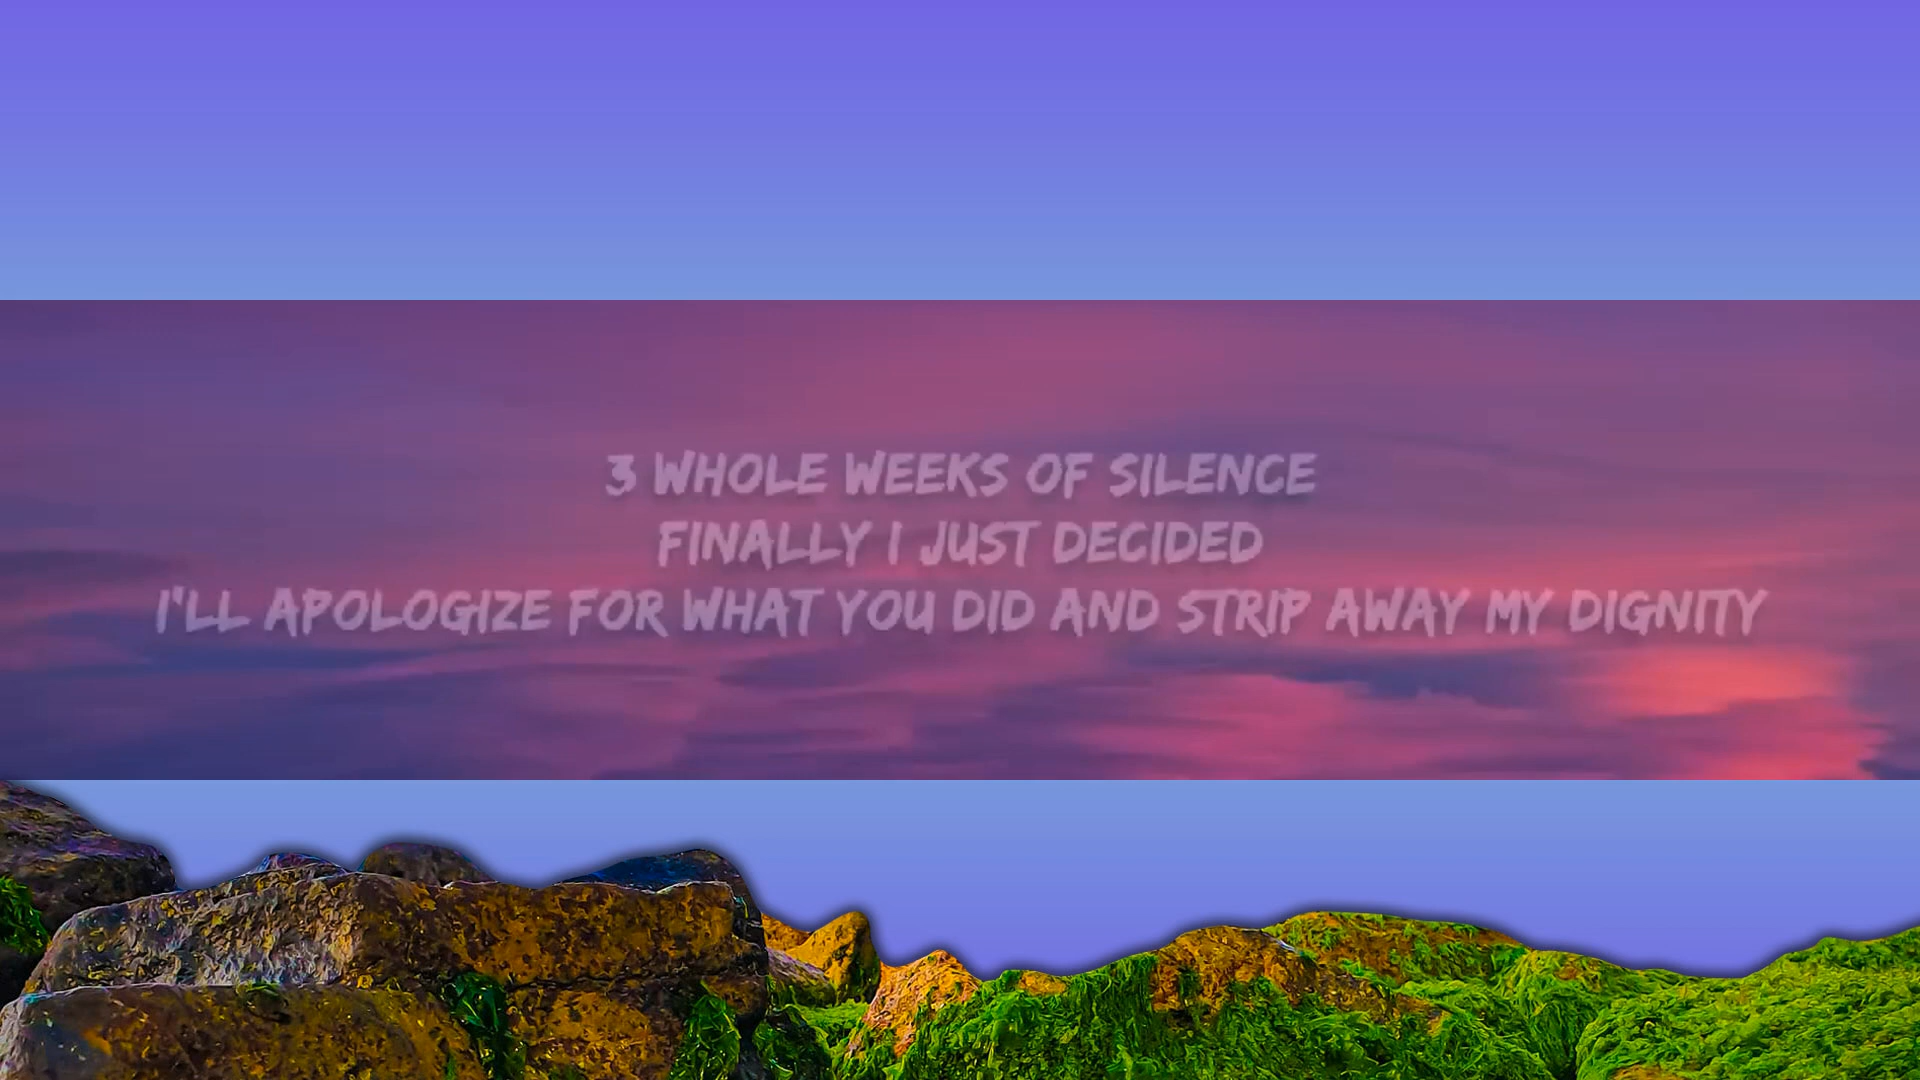 3 WHOLE WEEKS OF SILENCE
FINALLY I JUST DECIDED
I'LL APOLOGIZE FOR WHAT YOU DID AND STRIP AWAY MY DIGNITY